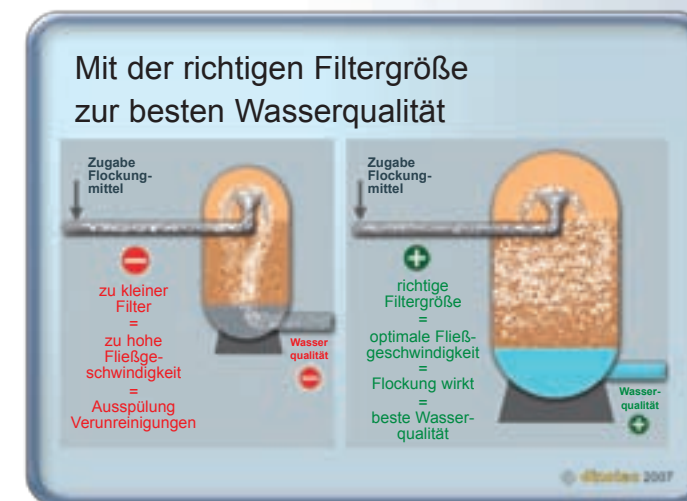 Mit der richtigen Filtergröße
zur besten Wasserqualität
Zugabe
Flockung-
mittel
zu kleiner
Filter
=
zu hohe
Fließge-
schwindigkeit
=
Ausspülung
Verunreinigungen
Wasser
qualität
Zugabe
Flockung-
mittel
richtige
Filtergröße
=
optimale Fließ-
geschwindigkeit
=
Flockung wirkt
=
beste Wasser-
qualität
Wasser-
qualität
© dinotec 2007